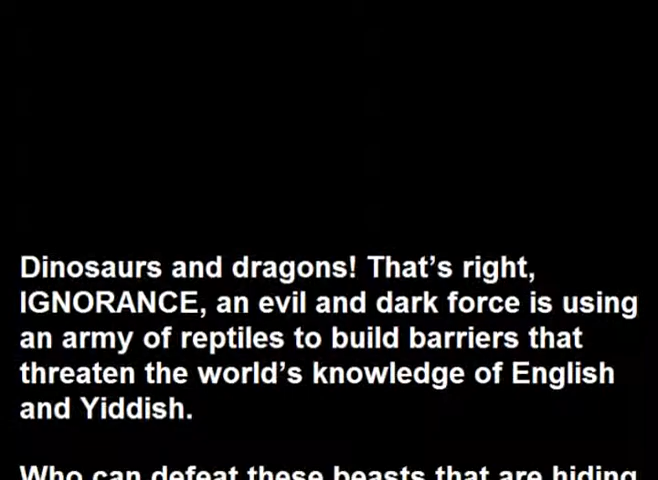 Dinosaurs and dragons! That’s right,
IGNORANCE, an evil and dark force is using
an army of reptiles to build barriers that
threaten the world’s knowledge of English
and Yiddish.
Who can defeat these beasts that are hiding